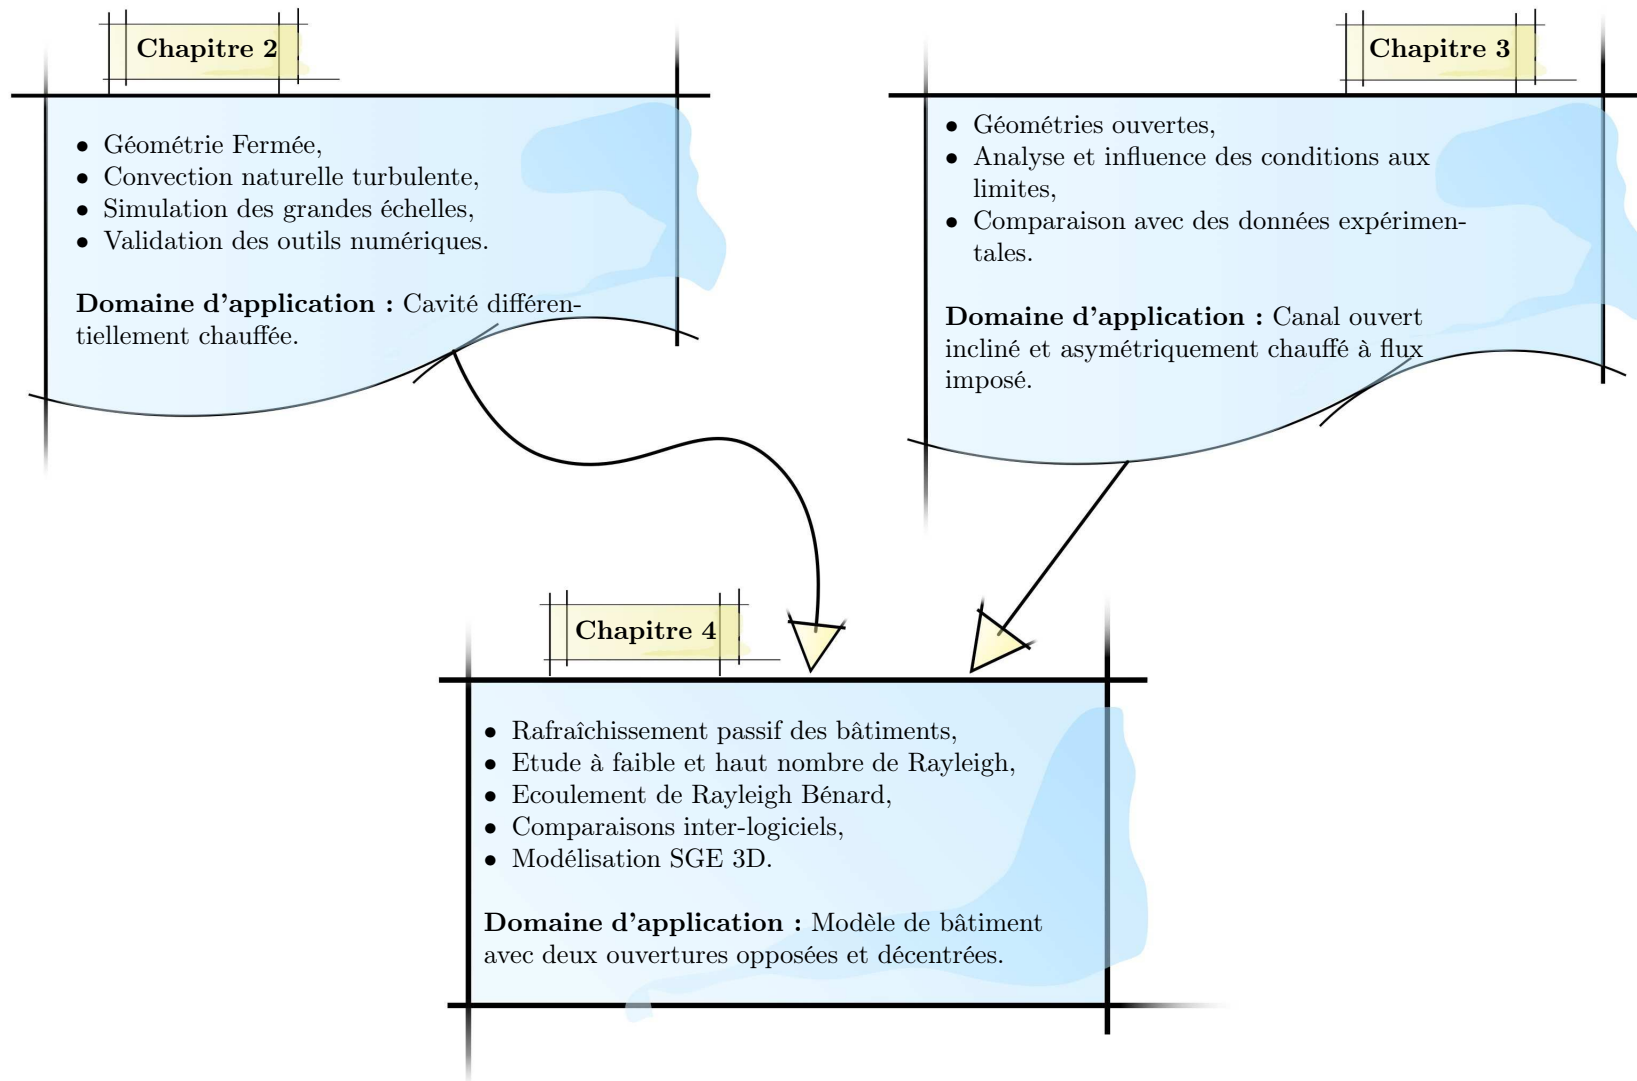 Chapitre 2
• Géométrie Fermée,
• Convection naturelle turbulente,
• Simulation des grandes échelles,
• Validation des outils numériques.
Domaine d'application : Cavité différen-
tiellement chauffée.
Chapitre 3
• Géométries ouvertes,
• Analyse et influence des conditions aux
limites,
• Comparaison avec des données expérimen-
tales.
Domaine d'application : Canal ouvert
incliné et asymétriquement chauffé à flux
imposé.
Chapitre 4
• Rafraîchissement passif des bâtiments,
• Etude à faible et haut nombre de Rayleigh,
• Ecoulement de Rayleigh Bénard,
• Comparaisons inter-logiciels,
• Modélisation SGE 3D.
Domaine d'application : Modèle de bâtiment
avec deux ouvertures opposées et décentrées.